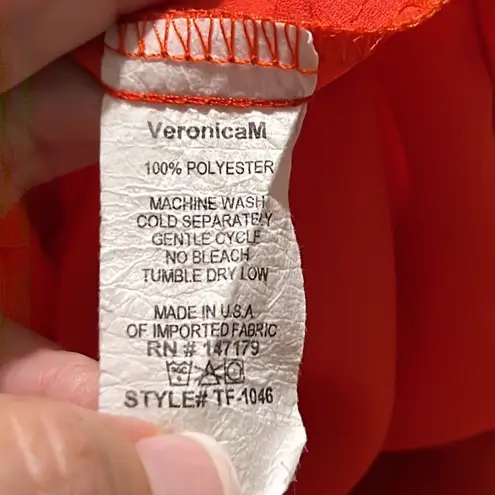 VeronicaM
100% POLYESTER
MACHINE WASH
COLD SEPARATELY
GENTLE CYCLE
NO BLEACH
TUMBLE DRY LOW
MADE IN U.S.A
OF IMPORTED FABRIC
RN # 147179
STYLE# TF-1046